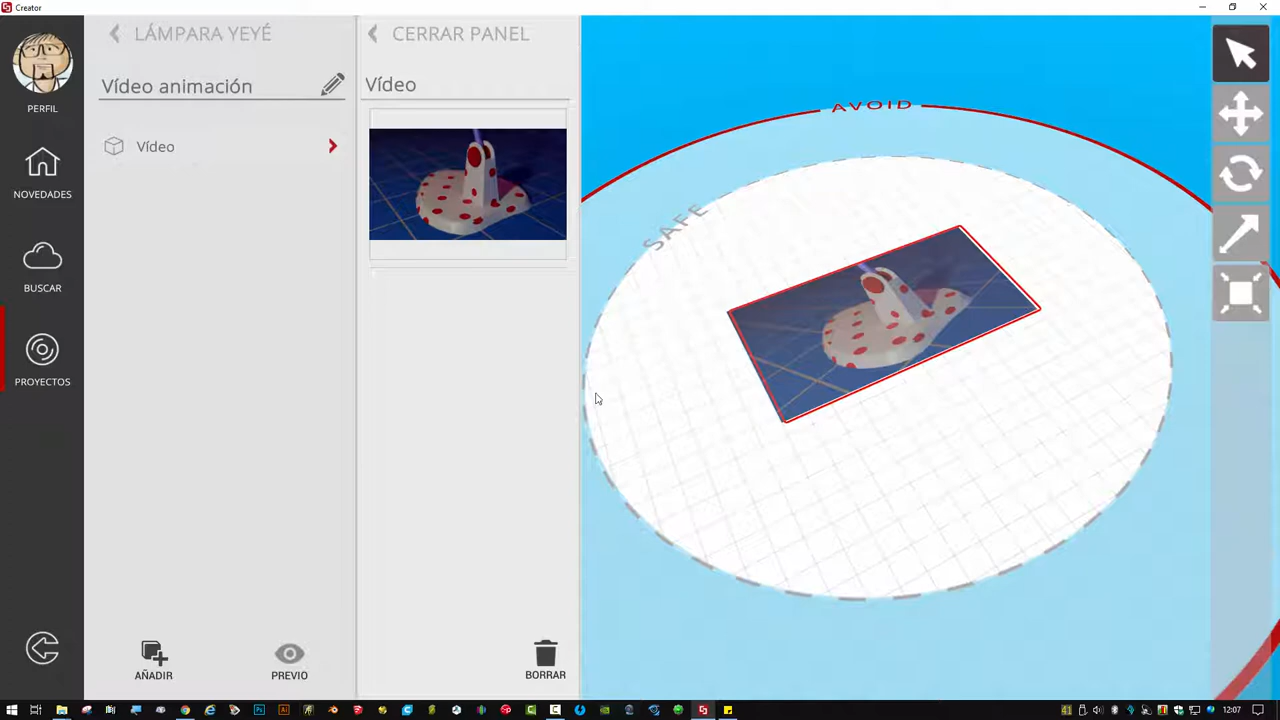 Creator
PERFIL
NOVEDADES
BUSCAR
PROYECTOS
LÁMPARA YEYÉ
Vídeo animación
Vídeo
AÑADIR
PREVIO
CERRAR PANEL
Vídeo
BORRAR
AVOID
SAFE
12:07